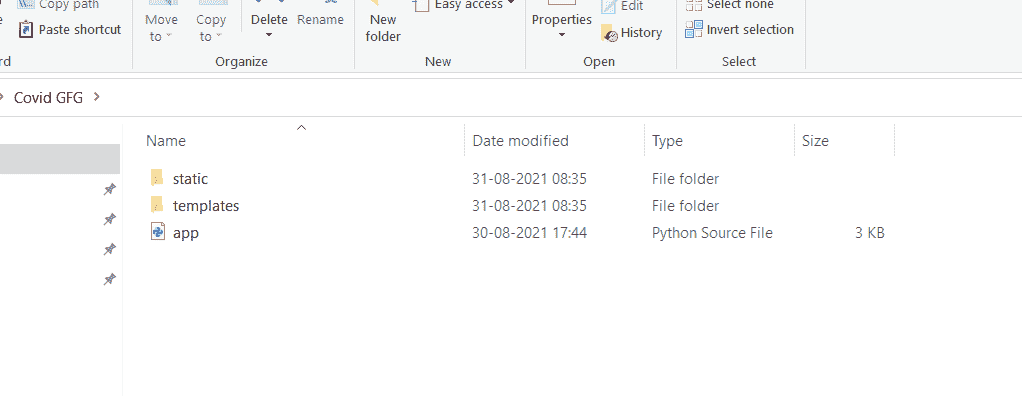 Copy path
Paste shortcut
Move to
Copy to
Delete
Rename
New folder
Easy access
Properties
Edit
History
Select none
Invert selection
rd
Organize
New
Open
Select
Covid GFG
Name Date modified Type Size
static 31-08-2021 08:35 File folder
templates 31-08-2021 08:35 File folder
app 30-08-2021 17:44 Python Source File 3 KB